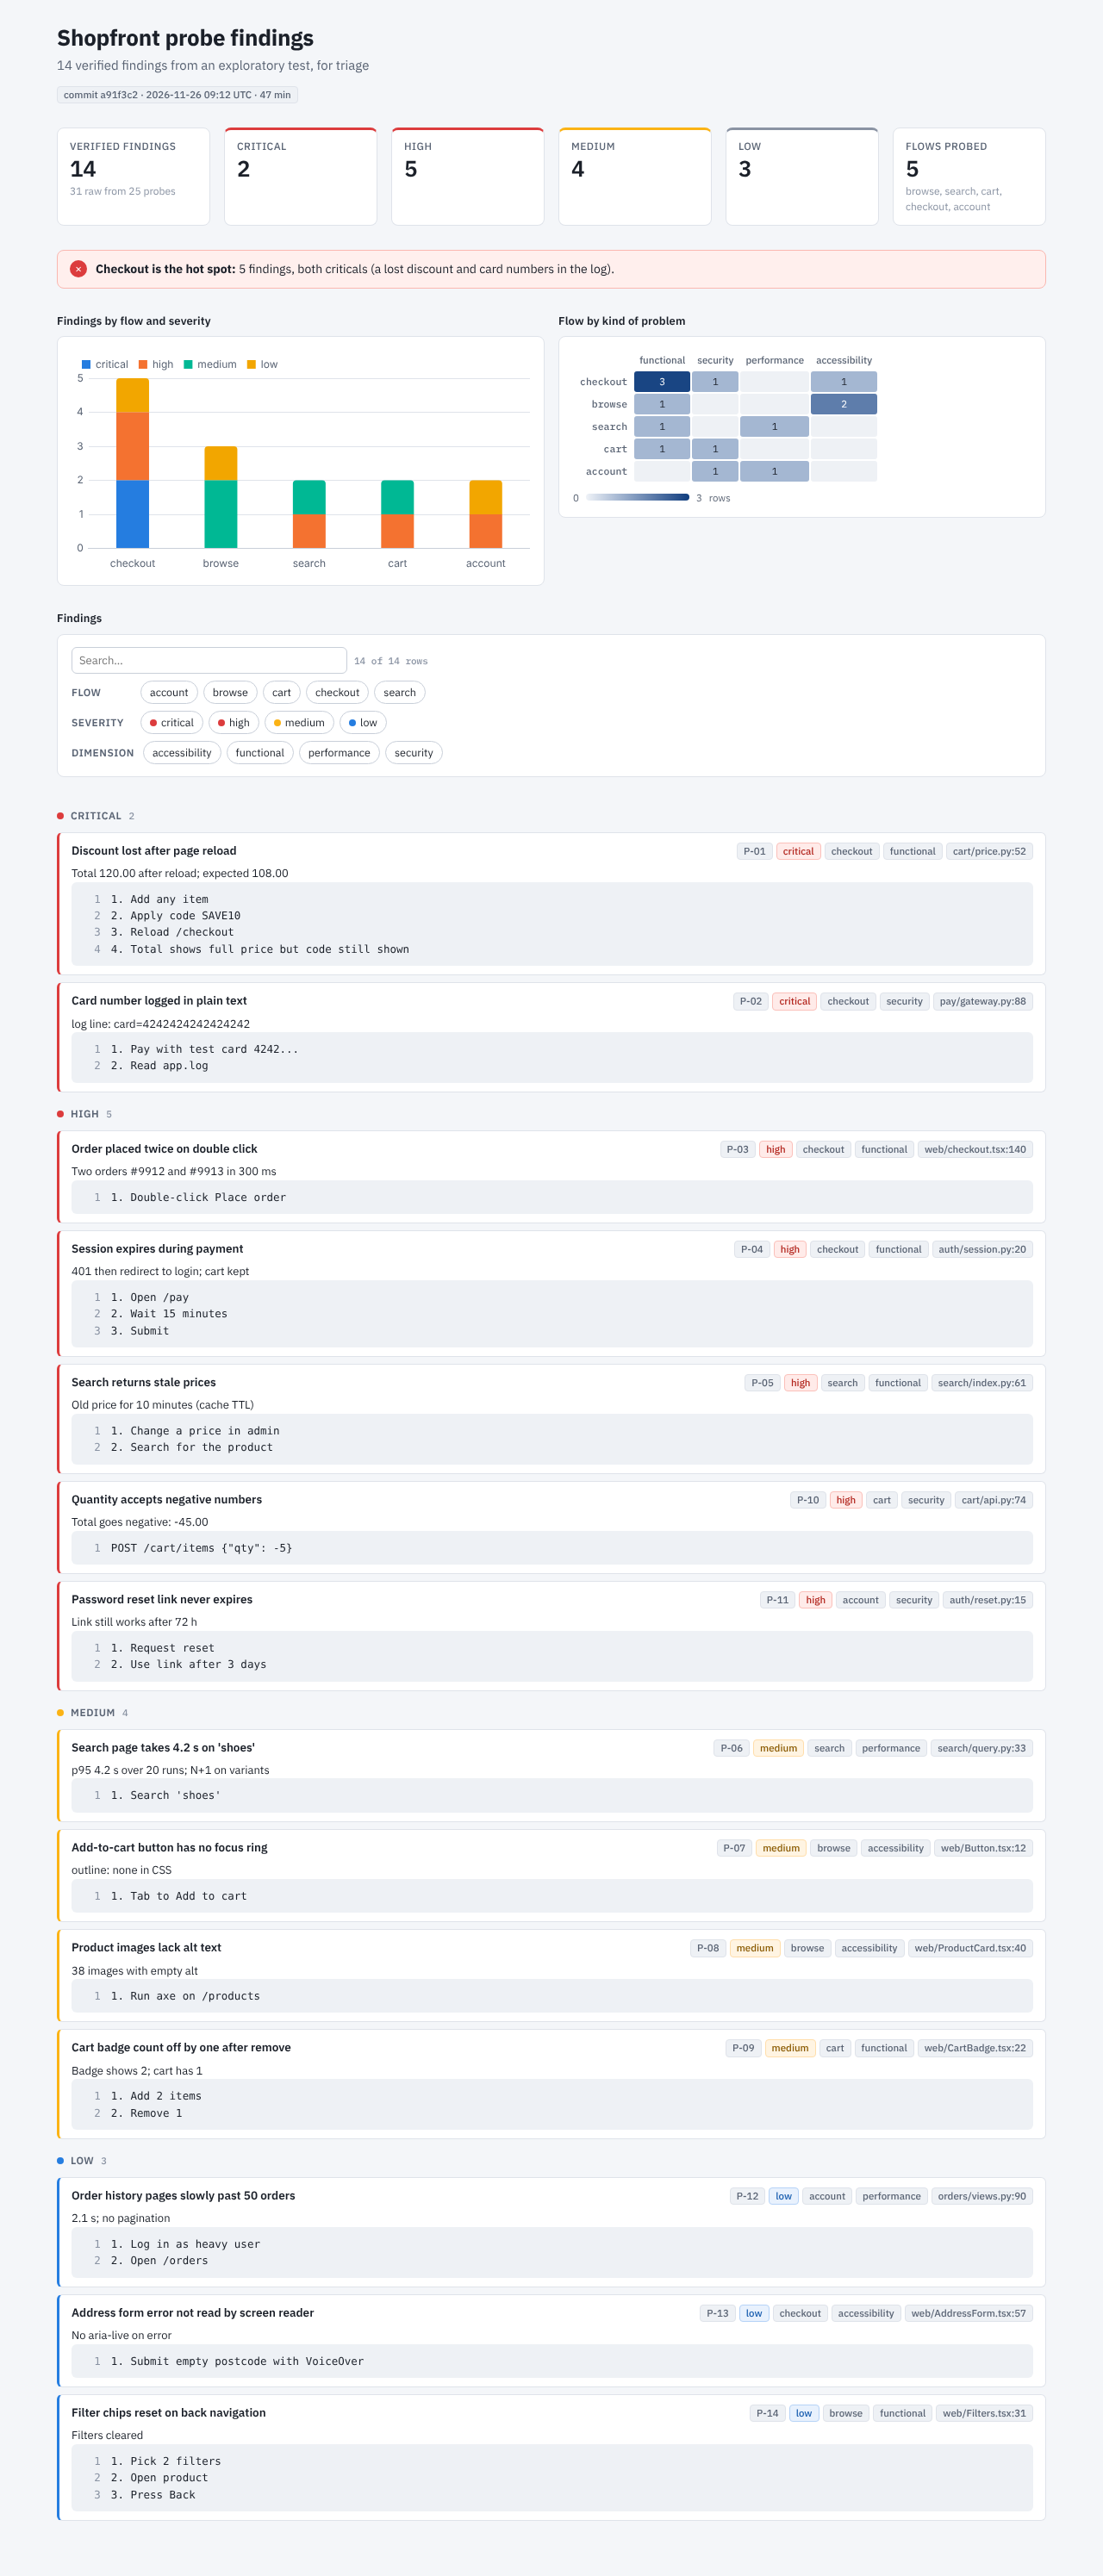 Shopfront probe findings
14 verified findings from an exploratory test, for triage
commit a91f3c2 · 2026-11-26 09:12 UTC · 47 min
VERIFIED FINDINGS
14
31 raw from 25 probes
CRITICAL
2
HIGH
5
MEDIUM
4
LOW
3
FLOWS PROBED
5
browse, search, cart,
checkout, account
Checkout is the hot spot: 5 findings, both criticals (a lost discount and card numbers in the log).
Findings by flow and severity
critical high medium low
5
4
3
2
1
0
checkout browse search cart account
Flow by kind of problem
functional security performance accessibility
checkout 3 1 1
browse 1 2
search 1 1
cart 1 1
account 1 1
0 3 rows
Findings
Search...
14 of 14 rows
FLOW account browse cart checkout search
SEVERITY critical high medium low
DIMENSION accessibility functional performance security
CRITICAL 2
Discount lost after page reload P-01 critical checkout functional cart/price.py:52
Total 120.00 after reload; expected 108.00
1 1. Add any item
2 2. Apply code SAVE10
3 3. Reload /checkout
4 4. Total shows full price but code still shown
Card number logged in plain text P-02 critical checkout security pay/gateway.py:88
log line: card=4242424242424242
1 1. Pay with test card 4242...
2 2. Read app.log
HIGH 5
Order placed twice on double click P-03 high checkout functional web/checkout.tsx:140
Two orders #9912 and #9913 in 300 ms
1 1. Double-click Place order
Session expires during payment P-04 high checkout functional auth/session.py:20
401 then redirect to login; cart kept
1 1. Open /pay
2 2. Wait 15 minutes
3 3. Submit
Search returns stale prices P-05 high search functional search/index.py:61
Old price for 10 minutes (cache TTL)
1 1. Change a price in admin
2 2. Search for the product
Quantity accepts negative numbers P-10 high cart security cart/api.py:74
Total goes negative: -45.00
1 POST /cart/items {"qty": -5}
Password reset link never expires P-11 high account security auth/reset.py:15
Link still works after 72 h
1 1. Request reset
2 2. Use link after 3 days
MEDIUM 4
Search page takes 4.2 s on 'shoes' P-06 medium search performance search/query.py:33
p95 4.2 s over 20 runs; N+1 on variants
1 1. Search 'shoes'
Add-to-cart button has no focus ring P-07 medium browse accessibility web/Button.tsx:12
outline: none in CSS
1 1. Tab to Add to cart
Product images lack alt text P-08 medium browse accessibility web/ProductCard.tsx:40
38 images with empty alt
1 1. Run axe on /products
Cart badge count off by one after remove P-09 medium cart functional web/CartBadge.tsx:22
Badge shows 2; cart has 1
1 1. Add 2 items
2 2. Remove 1
LOW 3
Order history pages slowly past 50 orders P-12 low account performance orders/views.py:90
2.1 s; no pagination
1 1. Log in as heavy user
2 2. Open /orders
Address form error not read by screen reader P-13 low checkout accessibility web/AddressForm.tsx:57
No aria-live on error
1 1. Submit empty postcode with VoiceOver
Filter chips reset on back navigation P-14 low browse functional web/Filters.tsx:31
Filters cleared
1 1. Pick 2 filters
2 2. Open product
3 3. Press Back